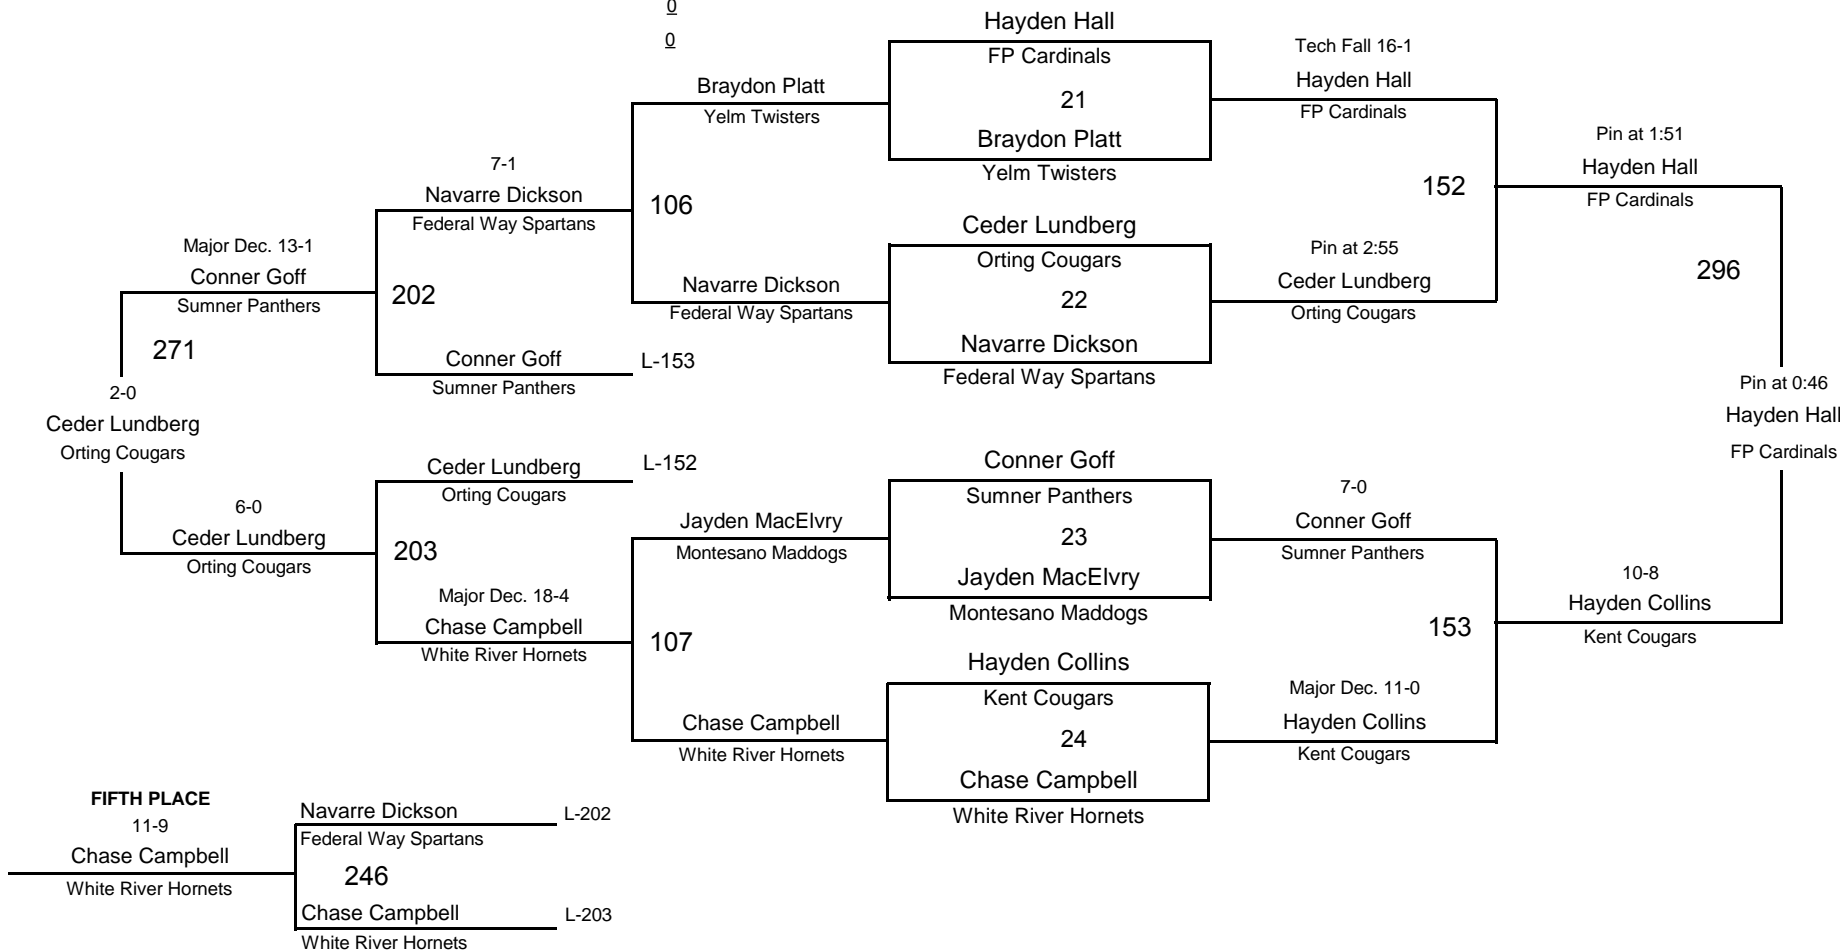 0
0
Hayden Hall
FP Cardinals
21
Braydon Platt
Yelm Twisters
Ceder Lundberg
Orting Cougars
22
Navarre Dickson
Federal Way Spartans
Conner Goff
Sumner Panthers
23
Jayden MacElvry
Montesano Maddogs
Hayden Collins
Kent Cougars
24
Chase Campbell
White River Hornets
Tech Fall 16-1
Hayden Hall
FP Cardinals
152
Pin at 2:55
Ceder Lundberg
Orting Cougars
7-0
Conner Goff
Sumner Panthers
153
Major Dec. 11-0
Hayden Collins
Kent Cougars
Pin at 1:51
Hayden Hall
FP Cardinals
296
10-8
Hayden Collins
Kent Cougars
Pin at 0:46
Hayden Hall
FP Cardinals
Braydon Platt
Yelm Twisters
106
Navarre Dickson
Federal Way Spartans
Jayden MacElvry
Montesano Maddogs
107
Chase Campbell
White River Hornets
7-1
Navarre Dickson
Federal Way Spartans
202
Conner Goff L-153
Sumner Panthers
Ceder Lundberg L-152
Orting Cougars
203
Major Dec. 18-4
Chase Campbell
White River Hornets
Major Dec. 13-1
Conner Goff
Sumner Panthers
271
2-0
Ceder Lundberg
Orting Cougars
6-0
Ceder Lundberg
Orting Cougars
FIFTH PLACE
11-9
Chase Campbell
White River Hornets
Navarre Dickson L-202
Federal Way Spartans
246
Chase Campbell L-203
White River Hornets